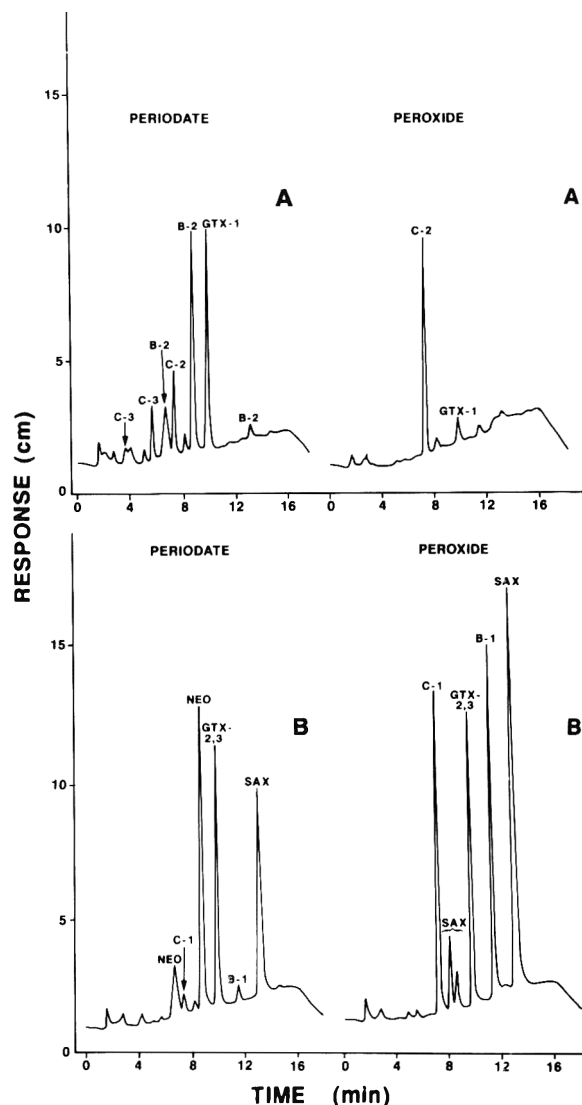 15
PERIODATE
PEROXIDE
A
A
10
B-2
GTX-1
C-2
B-2
C-2
5
C-3
C-3
B-2
GTX-1
0
0 4 8 12 16
0 4 8 12 16
RESPONSE (cm)
PERIODATE
PEROXIDE
SAX
15
B-1
NEO
C-1
GTX-
2,3
GTX-
2,3
B
B
10
SAX
5
C-1
NEO
B-1
SAX
0
0 4 8 12 16
0 4 8 12 16
TIME (min)